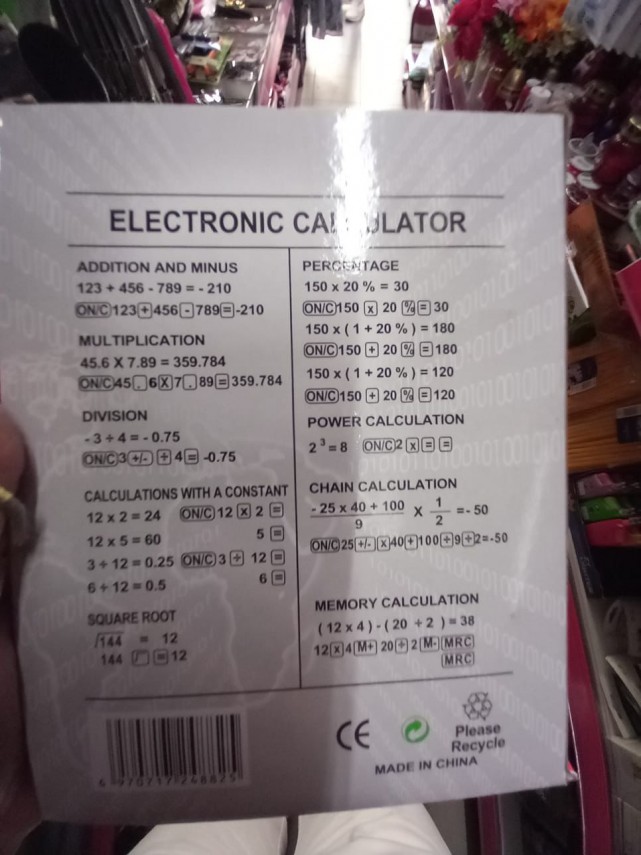 ELECTRONIC CALCULATOR
ADDITION AND MINUS
123 + 456 - 789 = - 210
ON/C 123 + 456 - 789 = -210
MULTIPLICATION
45.6 X 7.89 = 359.784
ON/C 45 . 6 X 7 . 89 = 359.784
DIVISION
- 3 ÷ 4 = - 0.75
ON/C 3 +/- ÷ 4 = -0.75
CALCULATIONS WITH A CONSTANT
12 x 2 = 24 ON/C 12 x 2 =
12 x 5 = 60 5 =
3 ÷ 12 = 0.25 ON/C 3 ÷ 12 =
6 ÷ 12 = 0.5 6 =
SQUARE ROOT
√144 = 12
144 √ = 12
PERCENTAGE
150 x 20 % = 30
ON/C 150 x 20 % = 30
150 x ( 1 + 20 % ) = 180
ON/C 150 + 20 % = 180
150 x ( 1 + 20 % ) = 120
ON/C 150 + 20 % = 120
POWER CALCULATION
2³ = 8 ON/C 2 x = =
CHAIN CALCULATION
- 25 x 40 + 100
9
X
1
2
= - 50
ON/C 25 +/- x 40 + 100 ÷ 9 ÷ 2 = -50
MEMORY CALCULATION
( 12 x 4 ) - ( 20 ÷ 2 ) = 38
12 x 4 M+ 20 ÷ 2 M- MRC
MRC
6 970717 248825
CE
Please
Recycle
MADE IN CHINA